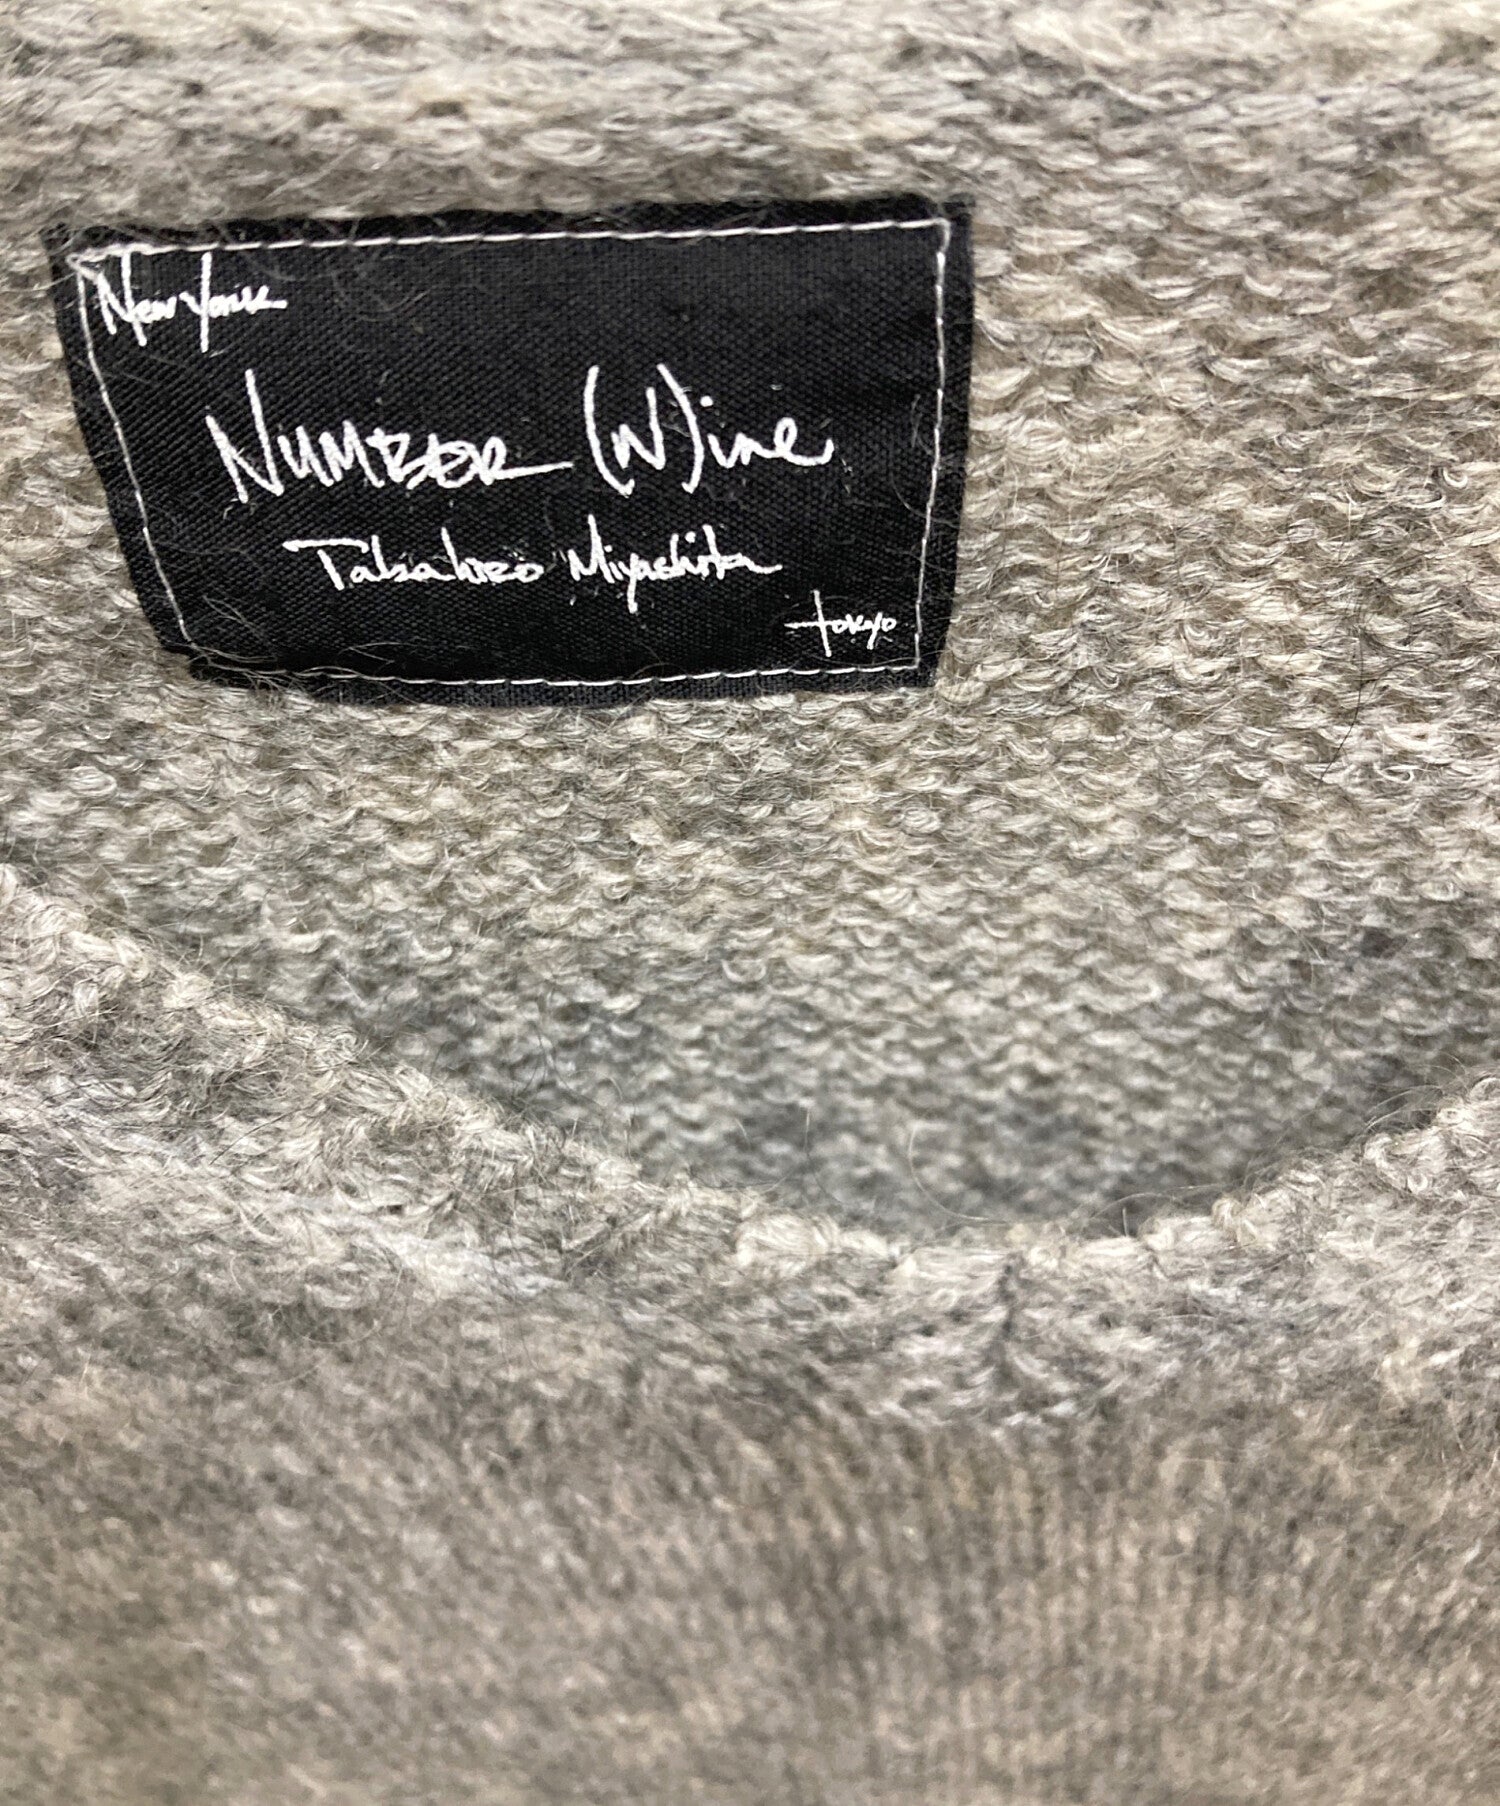 New York
NUMBER (N)ine
Takahiro Miyashita
tokyo